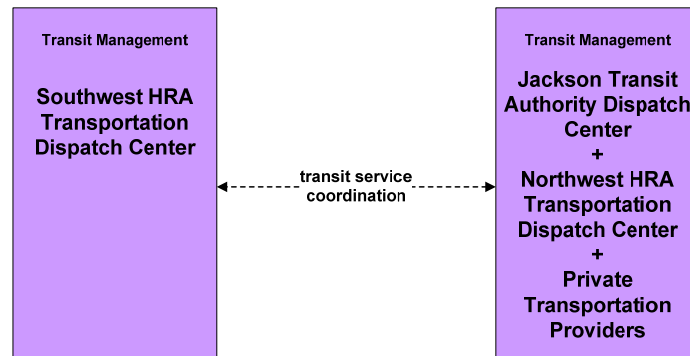 Transit Management
Southwest HRA
Transportation
Dispatch Center
transit service
coordination
Transit Management
Jackson Transit
Authority Dispatch
Center
+
Northwest HRA
Transportation
Dispatch Center
+
Private
Transportation
Providers